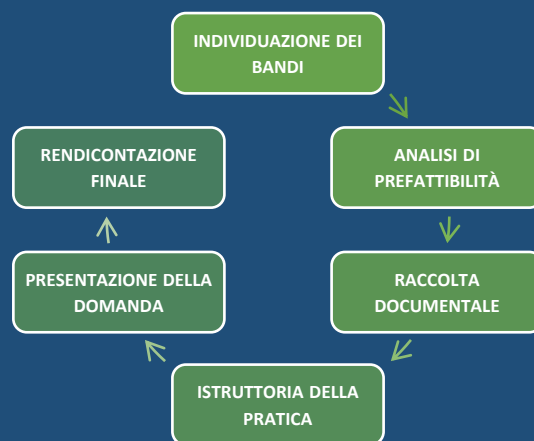 INDIVIDUAZIONE DEI
BANDI
ANALISI DI
PREFATTIBILITÀ
RACCOLTA
DOCUMENTALE
ISTRUTTORIA DELLA
PRATICA
PRESENTAZIONE DELLA
DOMANDA
RENDICONTAZIONE
FINALE